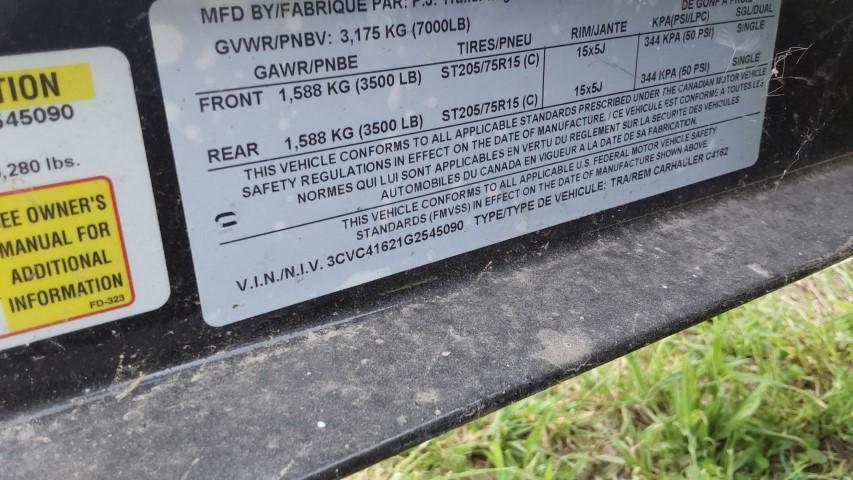 TION
545090
,280 lbs.
EE OWNER'S
MANUAL FOR
ADDITIONAL
INFORMATION
FD-323
MFD BY/FABRIQUÉ PAR: P.J. Trailer
GVWR/PNBV: 3,175 KG (7000LB)
GAWR/PNBE TIRES/PNEU RIM/JANTE KPA(PSI/LPC) SGL/DUAL
FRONT 1,588 KG (3500 LB) ST205/75R15 (C) 15x5J 344 KPA (50 PSI) SINGLE
REAR 1,588 KG (3500 LB) ST205/75R15 (C) 15x5J 344 KPA (50 PSI) SINGLE
THIS VEHICLE CONFORMS TO ALL APPLICABLE STANDARDS PRESCRIBED UNDER THE CANADIAN MOTOR VEHICLE
SAFETY REGULATIONS IN EFFECT ON THE DATE OF MANUFACTURE. / CE VEHICULE EST CONFORME A TOUTES LES
NORMES QUI LUI SONT APPLICABLES EN VERTU DU REGLEMENT SUR LA SECURITE DES VEHICULES
AUTOMOBILES DU CANADA EN VIGUEUR A LA DATE DE SA FABRICATION.
THIS VEHICLE CONFORMS TO ALL APPLICABLE U.S. FEDERAL MOTOR VEHICLE SAFETY
STANDARDS (FMVSS) IN EFFECT ON THE DATE OF MANUFACTURE SHOWN ABOVE.
V.I.N./N.I.V. 3CVC41621G2545090 TYPE/TYPE DE VEHICULE: TRA/REM CARHAULER C4162